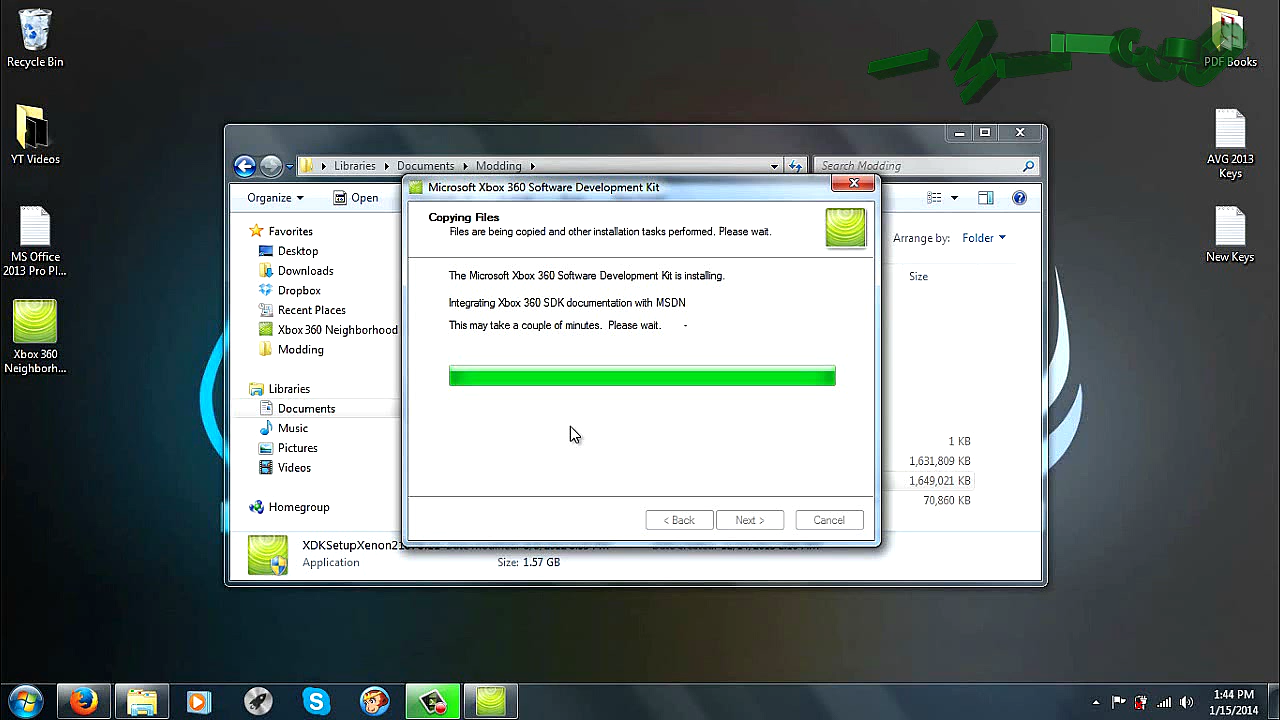 Recycle Bin
YT Videos
MS Office
2013 Pro Pl...
Xbox 360
Neighborh...
PDF Books
AVG 2013
Keys
New Keys
Libraries
Documents
Modding
Search Modding
Organize
Open
Arrange by:
Folder
Size
Favorites
Desktop
Downloads
Dropbox
Recent Places
Xbox 360 Neighborhood
Modding
Libraries
Documents
Music
Pictures
Videos
Homegroup
Microsoft Xbox 360 Software Development Kit
Copying Files
Files are being copied and other installation tasks performed. Please wait.
The Microsoft Xbox 360 Software Development Kit is installing.
Integrating Xbox 360 SDK documentation with MSDN
This may take a couple of minutes. Please wait. -
< Back
Next >
Cancel
1 KB
1,631,809 KB
1,649,021 KB
70,860 KB
Application
Size: 1.57 GB
1:44 PM
1/15/2014